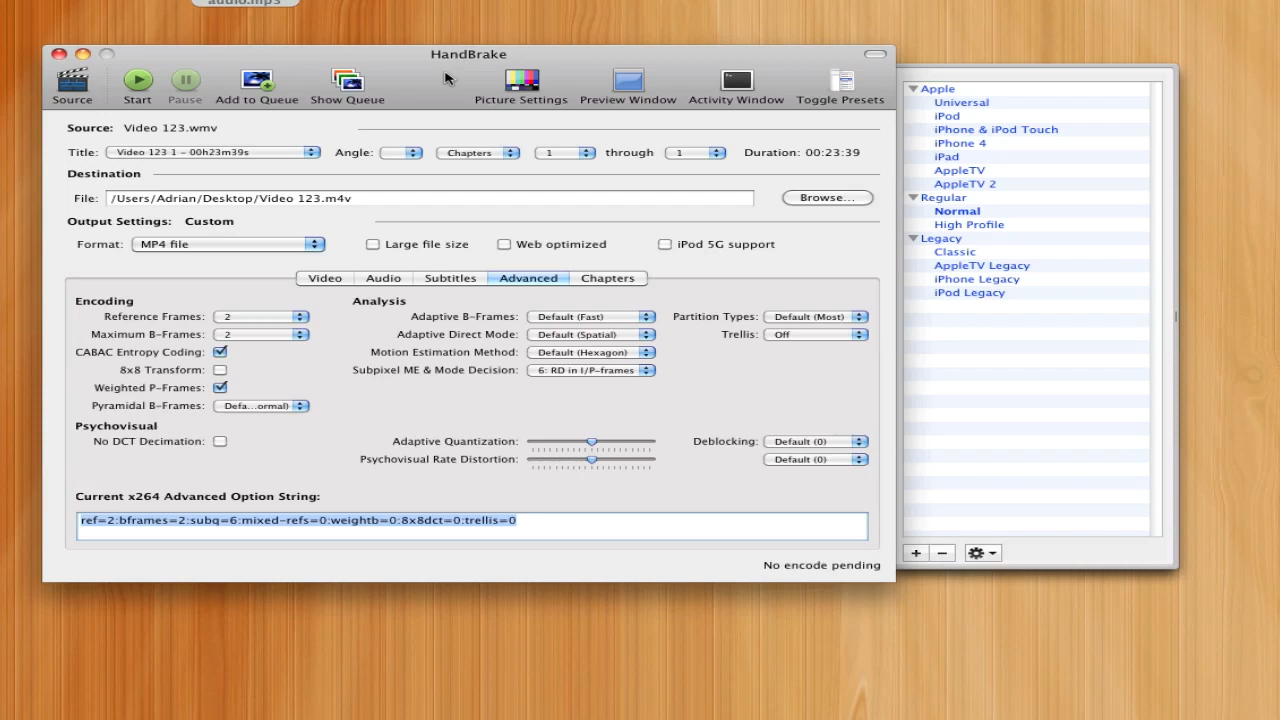 audio.mp3
HandBrake
Source Start Pause Add to Queue Show Queue Picture Settings Preview Window Activity Window Toggle Presets
Source: Video 123.wmv
Title: Video 123 1 – 00h23m39s Angle: Chapters 1 through 1 Duration: 00:23:39
Destination
File: /Users/Adrian/Desktop/Video 123.m4v Browse...
Output Settings: Custom
Format: MP4 file Large file size Web optimized iPod 5G support
Video Audio Subtitles Advanced Chapters
Encoding
Reference Frames: 2
Maximum B-Frames: 2
CABAC Entropy Coding:
8x8 Transform:
Weighted P-Frames:
Pyramidal B-Frames: Defa...ormal)
Analysis
Adaptive B-Frames: Default (Fast) Partition Types: Default (Most)
Adaptive Direct Mode: Default (Spatial) Trellis: Off
Motion Estimation Method: Default (Hexagon)
Subpixel ME & Mode Decision: 6: RD in I/P-frames
Psychovisual
No DCT Decimation: Adaptive Quantization: Deblocking: Default (0)
Psychovisual Rate Distortion: Default (0)
Current x264 Advanced Option String:
ref=2:bframes=2:subq=6:mixed-refs=0:weightb=0:8x8dct=0:trellis=0
No encode pending
Apple
Universal
iPod
iPhone & iPod Touch
iPhone 4
iPad
AppleTV
AppleTV 2
Regular
Normal
High Profile
Legacy
Classic
AppleTV Legacy
iPhone Legacy
iPod Legacy